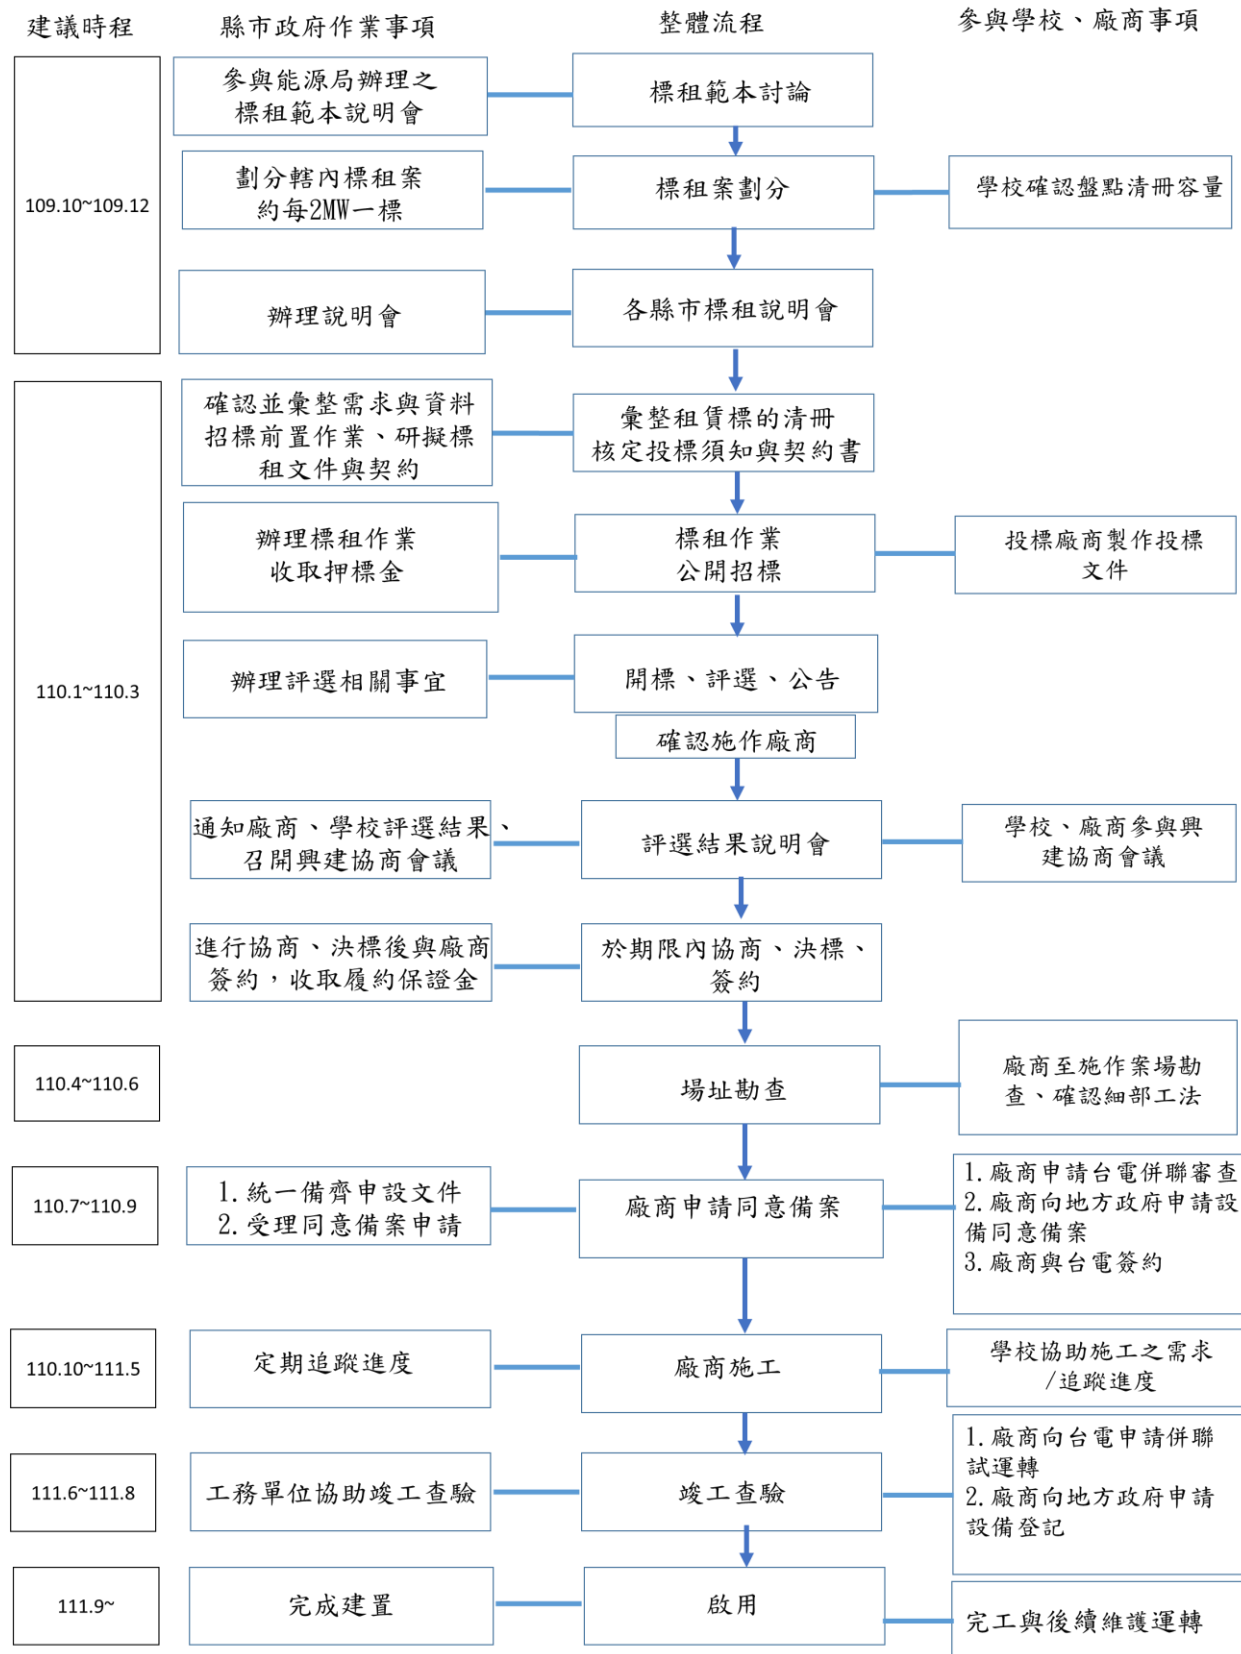 建議時程
縣市政府作業事項
整體流程
參與學校、廠商事項
109.10~109.12
參與能源局辦理之
標租範本說明會
標租範本討論
劃分轄內標租案
約每2MW一標
標租案劃分
學校確認盤點清冊容量
辦理說明會
各縣市標租說明會
110.1~110.3
確認並彙整需求與資料
招標前置作業、研擬標
租文件與契約
彙整租賃標的清冊
核定投標須知與契約書
辦理標租作業
收取押標金
標租作業
公開招標
投標廠商製作投標
文件
辦理評選相關事宜
開標、評選、公告
確認施作廠商
通知廠商、學校評選結果、
召開興建協商會議
評選結果說明會
學校、廠商參與興
建協商會議
進行協商、決標後與廠商
簽約，收取履約保證金
於期限內協商、決標、
簽約
110.4~110.6
場址勘查
廠商至施作案場勘
查、確認細部工法
110.7~110.9
1.統一備齊申設文件
2.受理同意備案申請
廠商申請同意備案
1.廠商申請台電併聯審查
2.廠商向地方政府申請設
備同意備案
3.廠商與台電簽約
110.10~111.5
定期追蹤進度
廠商施工
學校協助施工之需求
/追蹤進度
111.6~111.8
工務單位協助竣工查驗
竣工查驗
1.廠商向台電申請併聯
試運轉
2.廠商向地方政府申請
設備登記
111.9~
完成建置
啟用
完工與後續維護運轉